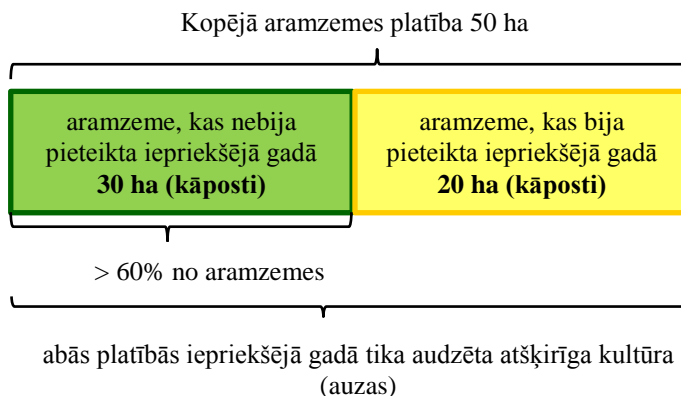 Kopējā aramzemes platība 50 ha
aramzeme, kas nebija
pieteikta iepriekšējā gadā
30 ha (kāposti)
aramzeme, kas bija
pieteikta iepriekšējā gadā
20 ha (kāposti)
> 60% no aramzemes
abās platībās iepriekšējā gadā tika audzēta atšķirīga kultūra
(auzas)